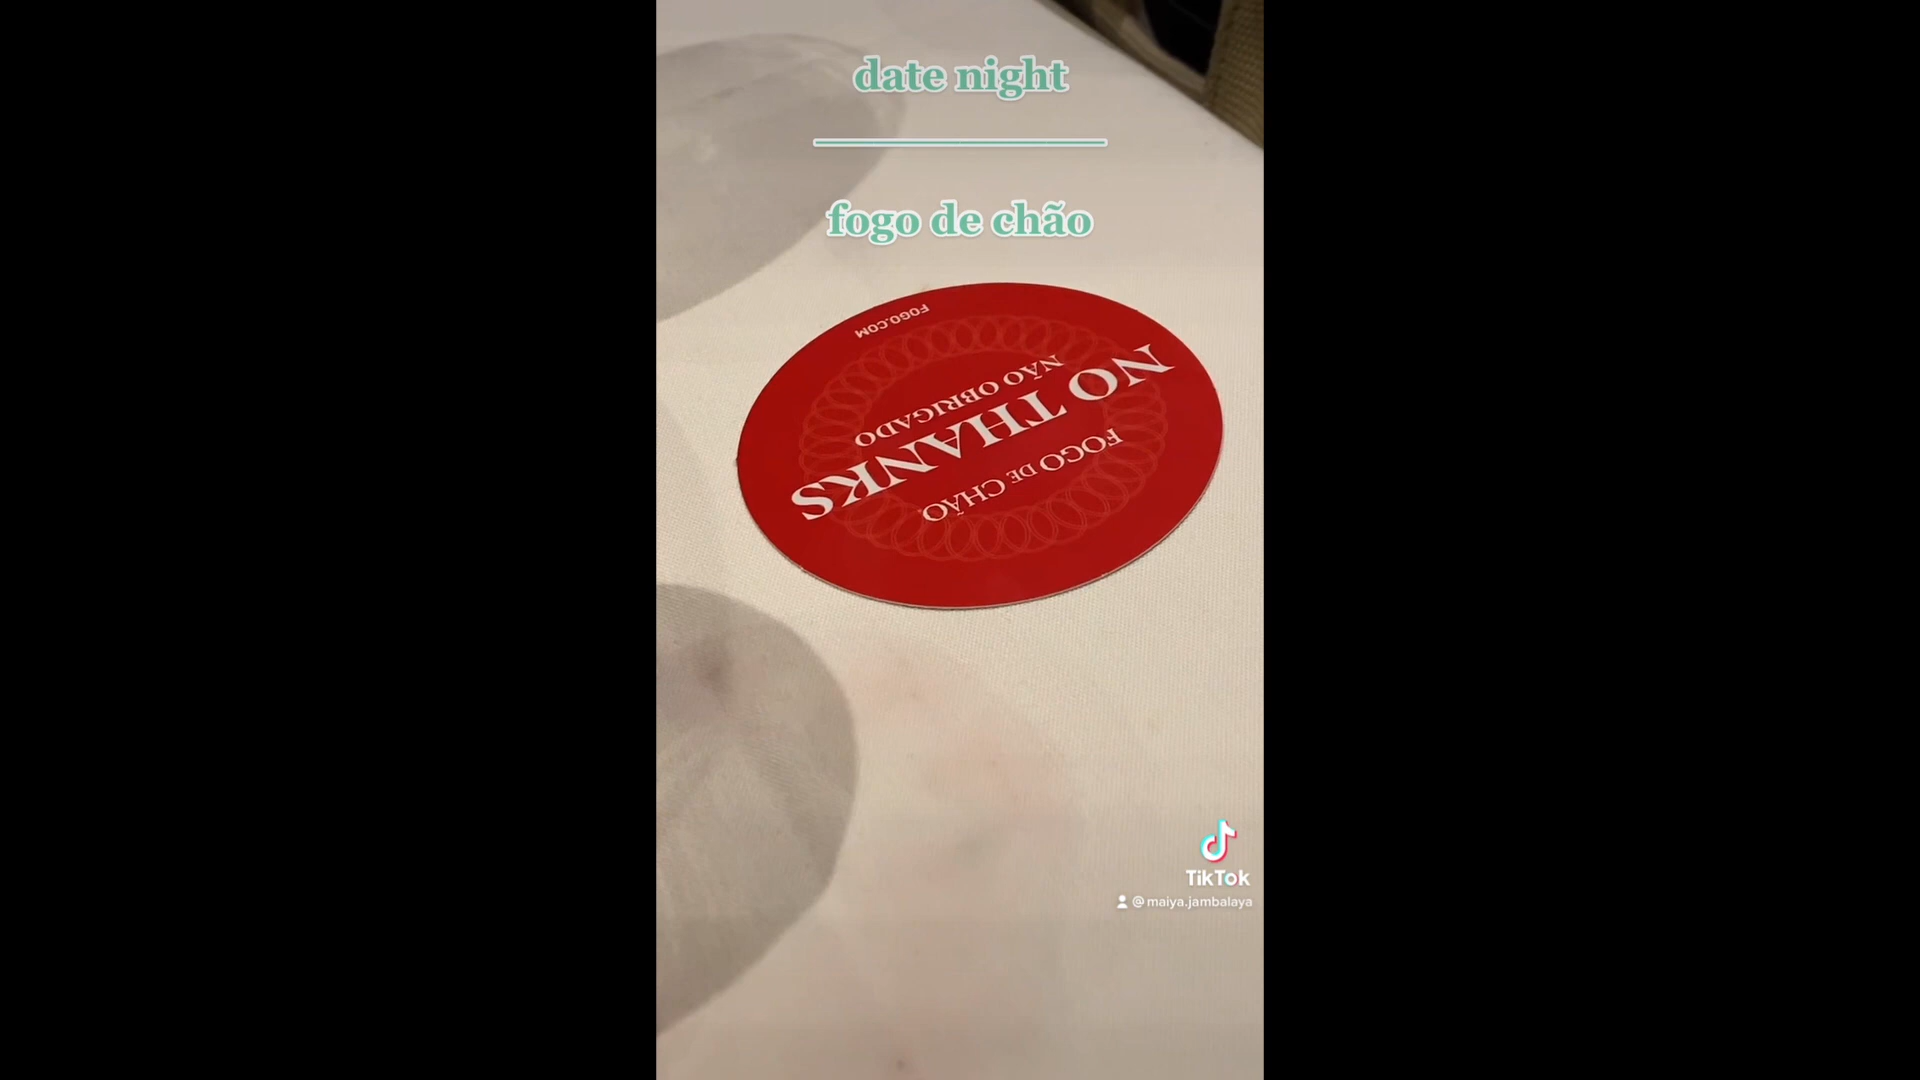 date night
fogo de chão
FOGO DE CHÃO
NO THANKS
NÃO OBRIGADO
FOGO.COM
TikTok
@maiya.jambalaya